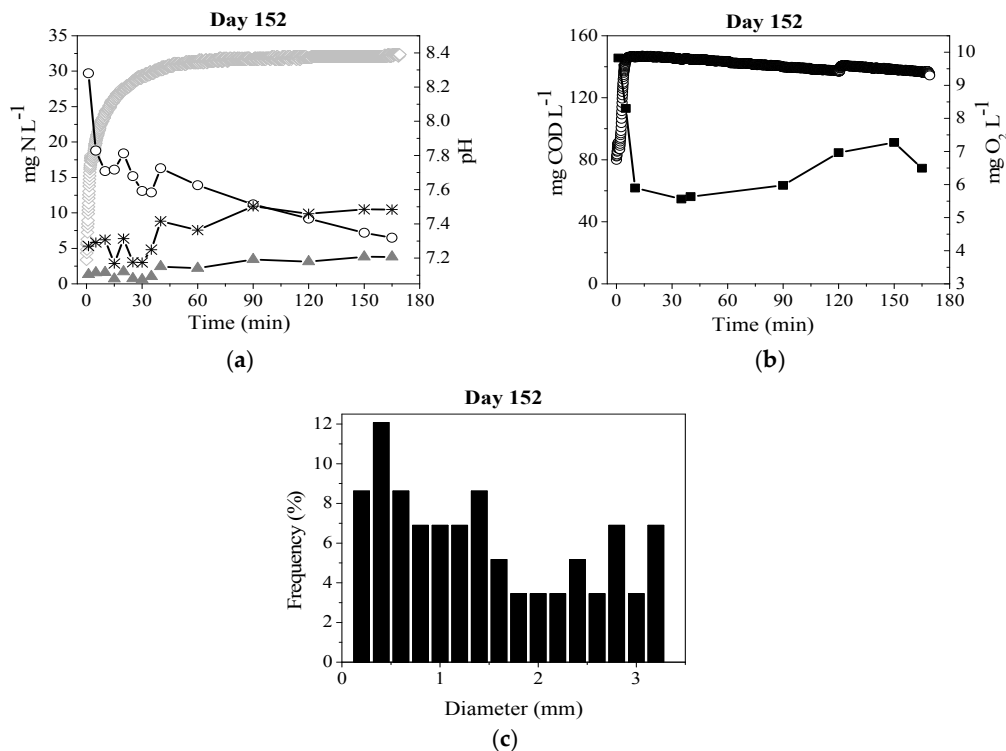 Day 152
35
30
25
20
15
10
5
0
mg N L⁻¹
8.4
8.2
8.0
7.8
7.6
7.4
7.2
pH
0 30 60 90 120 150 180
Time (min)
(a)
Day 152
160
120
80
40
0
mg COD L⁻¹
10
9
8
7
6
5
4
3
mg O₂ L⁻¹
0 30 60 90 120 150 180
Time (min)
(b)
Day 152
12
10
8
6
4
2
0
Frequency (%)
0 1 2 3
Diameter (mm)
(c)